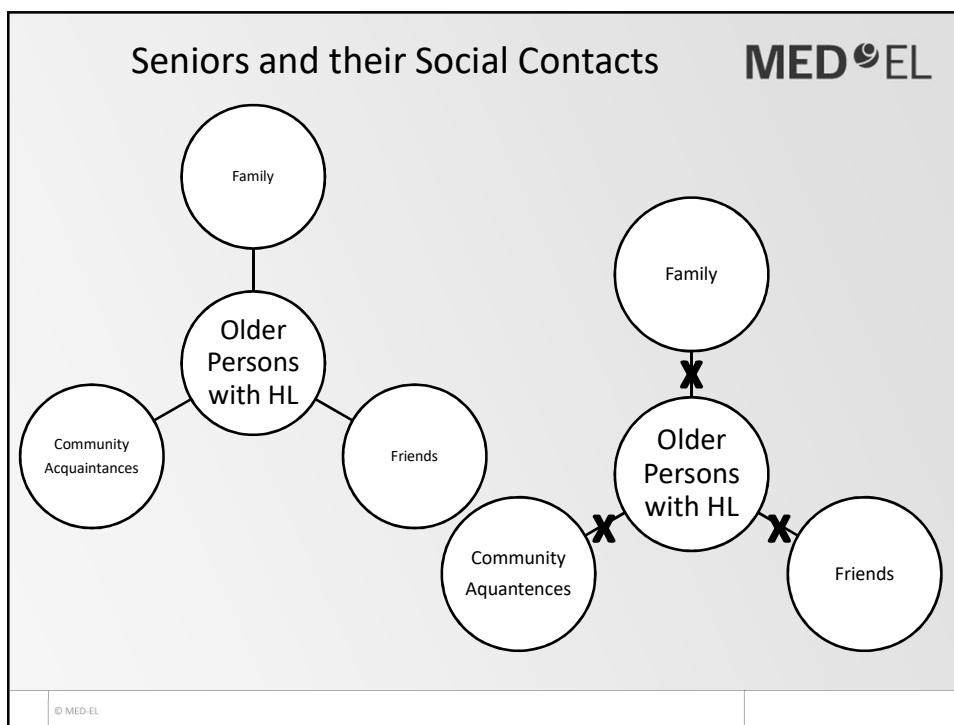 Seniors and their Social Contacts
MED EL
Family
Older
Persons
with HL
Community
Acquaintances
Friends
Family
X
Older
Persons
with HL
X
X
Community
Aquantences
Friends
© MED-EL